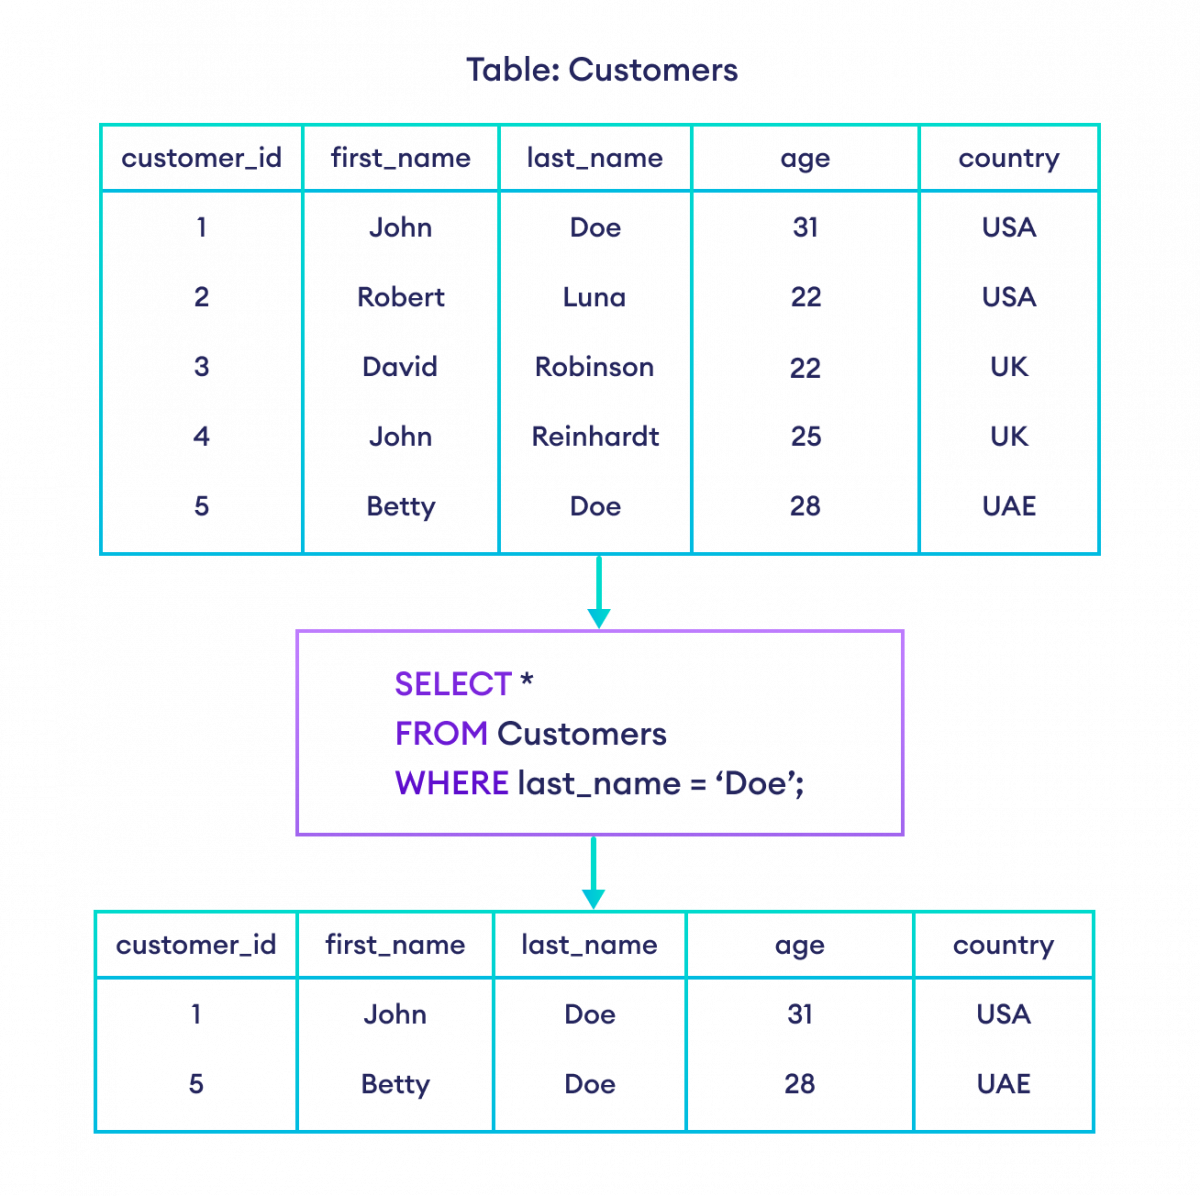 Table: Customers
customer_id first_name last_name age country
1 John Doe 31 USA
2 Robert Luna 22 USA
3 David Robinson 22 UK
4 John Reinhardt 25 UK
5 Betty Doe 28 UAE
SELECT *
FROM Customers
WHERE last_name = ‘Doe’;
customer_id first_name last_name age country
1 John Doe 31 USA
5 Betty Doe 28 UAE